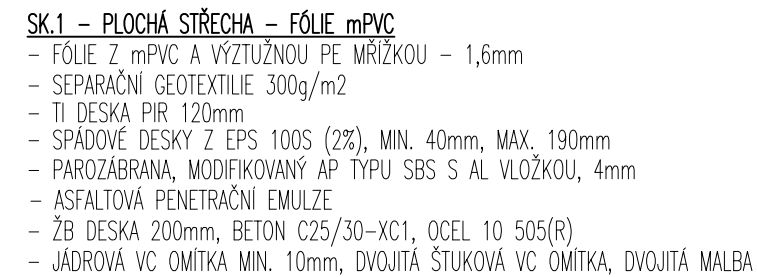 SK.1 – PLOCHÁ STŘECHA – FÓLIE mPVC
– FÓLIE Z mPVC A VÝZTUŽNOU PE MŘÍŽKOU – 1,6mm
– SEPARAČNÍ GEOTEXTILIE 300g/m2
– TI DESKA PIR 120mm
– SPÁDOVÉ DESKY Z EPS 100S (2%), MIN. 40mm, MAX. 190mm
– PAROZÁBRANA, MODIFIKOVANÝ AP TYPU SBS S AL VLOŽKOU, 4mm
– ASFALTOVÁ PENETRAČNÍ EMULZE
– ŽB DESKA 200mm, BETON C25/30–XC1, OCEL 10 505(R)
– JÁDROVÁ VC OMÍTKA MIN. 10mm, DVOJITÁ ŠTUKOVÁ VC OMÍTKA, DVOJITÁ MALBA